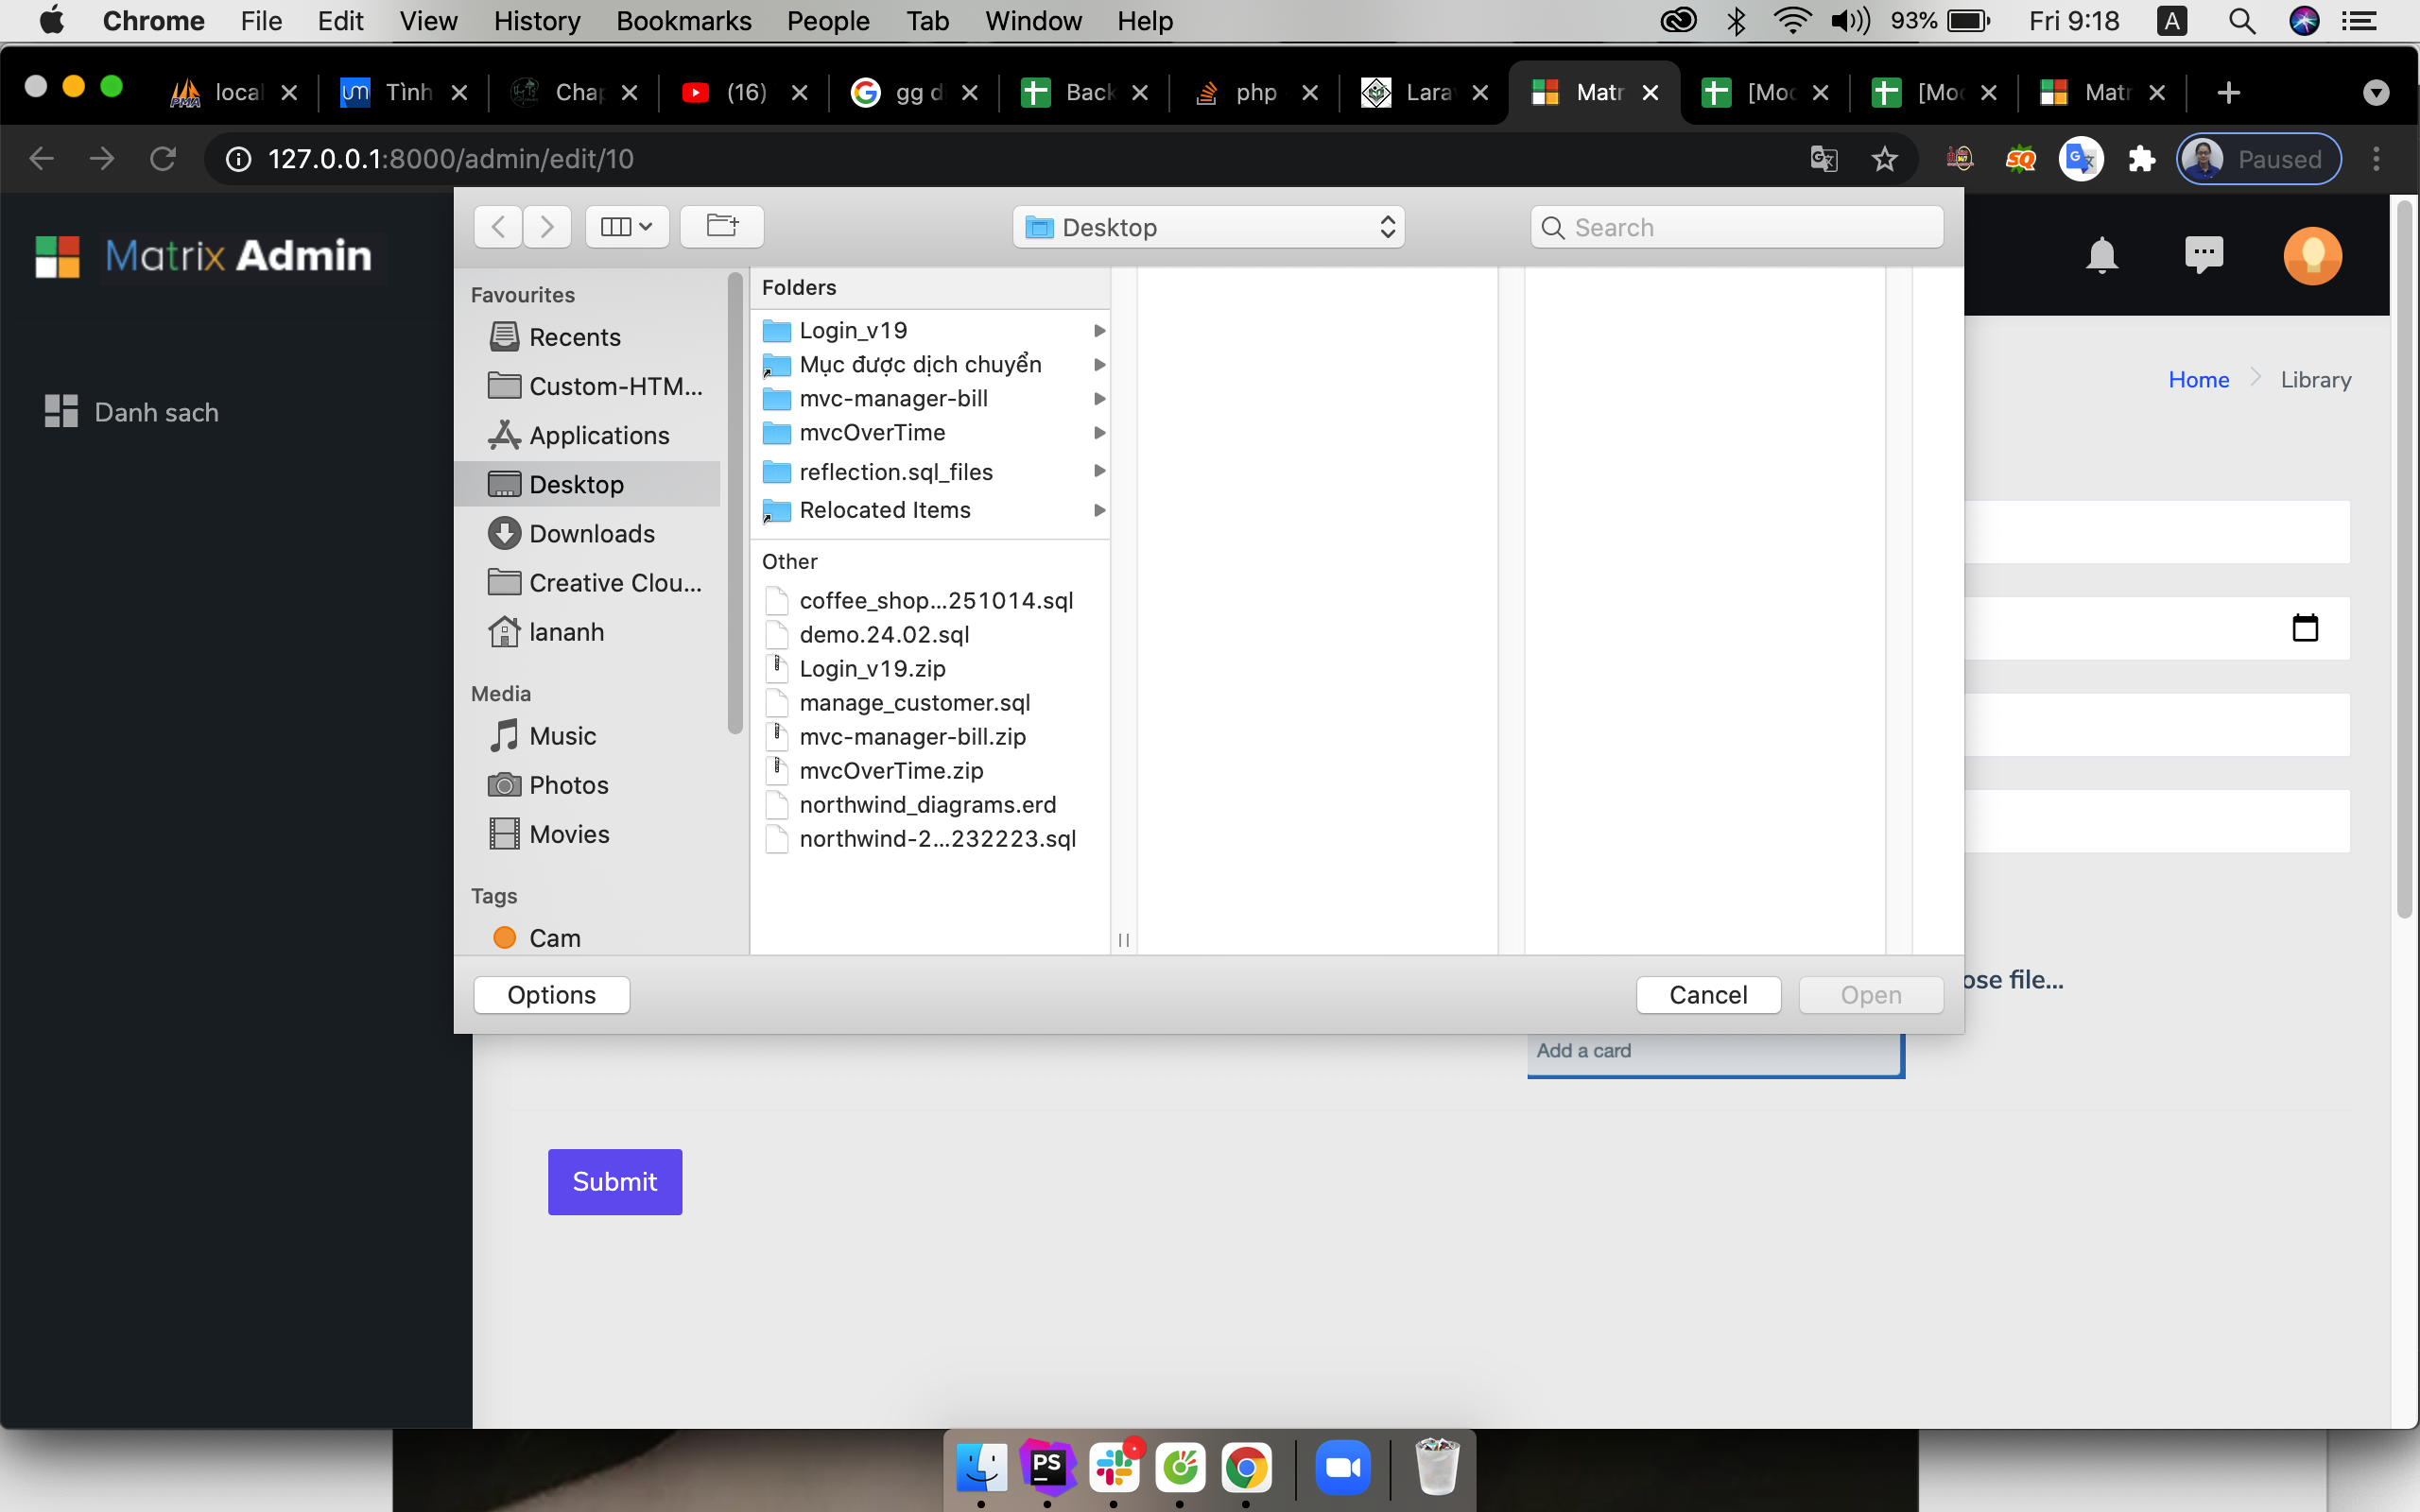 Chrome File Edit View History Bookmarks People Tab Window Help 93% Fri 9:18 A
local Tình Chap (16) gg d Back php Lara Matr [Moc [Moc Matr
127.0.0.1:8000/admin/edit/10 Paused
Matrix Admin
Danh sach
Desktop Search
Favourites
Recents
Custom-HTM...
Applications
Desktop
Downloads
Creative Clou...
lananh
Media
Music
Photos
Movies
Tags
Cam
Folders
Login_v19
Mục được dịch chuyển
mvc-manager-bill
mvcOverTime
reflection.sql_files
Relocated Items
Other
coffee_shop...251014.sql
demo.24.02.sql
Login_v19.zip
manage_customer.sql
mvc-manager-bill.zip
mvcOverTime.zip
northwind_diagrams.erd
northwind-2...232223.sql
Options Cancel Open
Home Library
ose file...
Add a card
Submit
PS